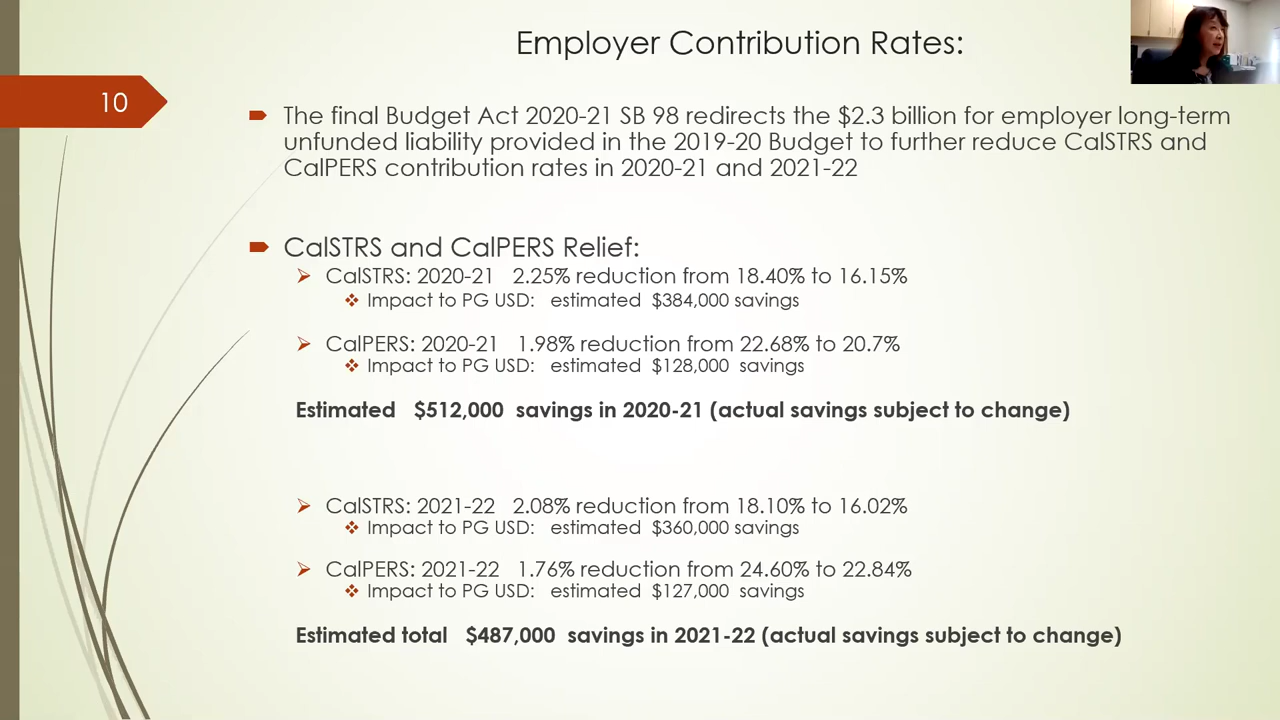 Employer Contribution Rates:
10
The final Budget Act 2020-21 SB 98 redirects the $2.3 billion for employer long-term
unfunded liability provided in the 2019-20 Budget to further reduce CalSTRS and
CalPERS contribution rates in 2020-21 and 2021-22
CalSTRS and CalPERS Relief:
CalSTRS: 2020-21 2.25% reduction from 18.40% to 16.15%
Impact to PG USD: estimated $384,000 savings
CalPERS: 2020-21 1.98% reduction from 22.68% to 20.7%
Impact to PG USD: estimated $128,000 savings
Estimated $512,000 savings in 2020-21 (actual savings subject to change)
CalSTRS: 2021-22 2.08% reduction from 18.10% to 16.02%
Impact to PG USD: estimated $360,000 savings
CalPERS: 2021-22 1.76% reduction from 24.60% to 22.84%
Impact to PG USD: estimated $127,000 savings
Estimated total $487,000 savings in 2021-22 (actual savings subject to change)